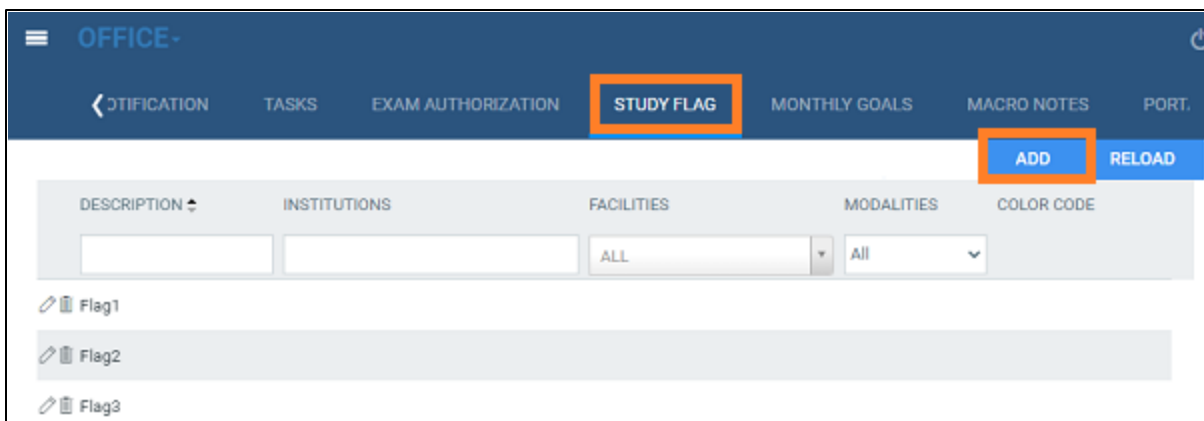 OFFICE
OTIFICATION TASKS EXAM AUTHORIZATION STUDY FLAG MONTHLY GOALS MACRO NOTES PORT.
ADD RELOAD
DESCRIPTION INSTITUTIONS FACILITIES MODALITIES COLOR CODE
ALL All
Flag1
Flag2
Flag3